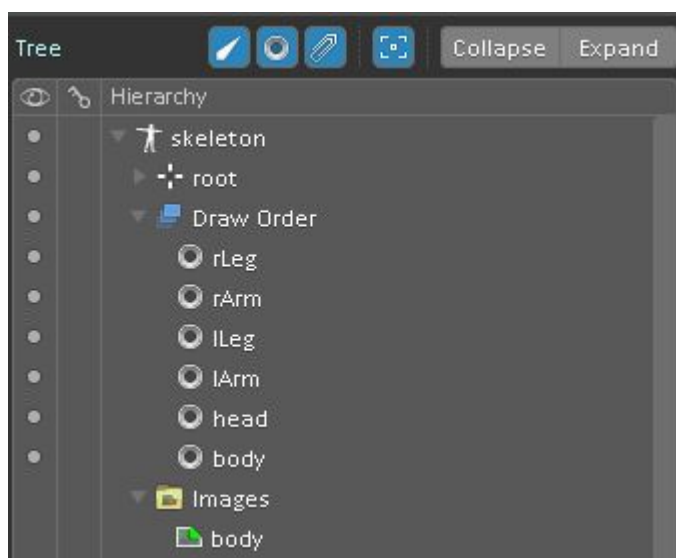 Tree Collapse Expand
Hierarchy
skeleton
root
Draw Order
rLeg
rArm
lLeg
lArm
head
body
Images
body